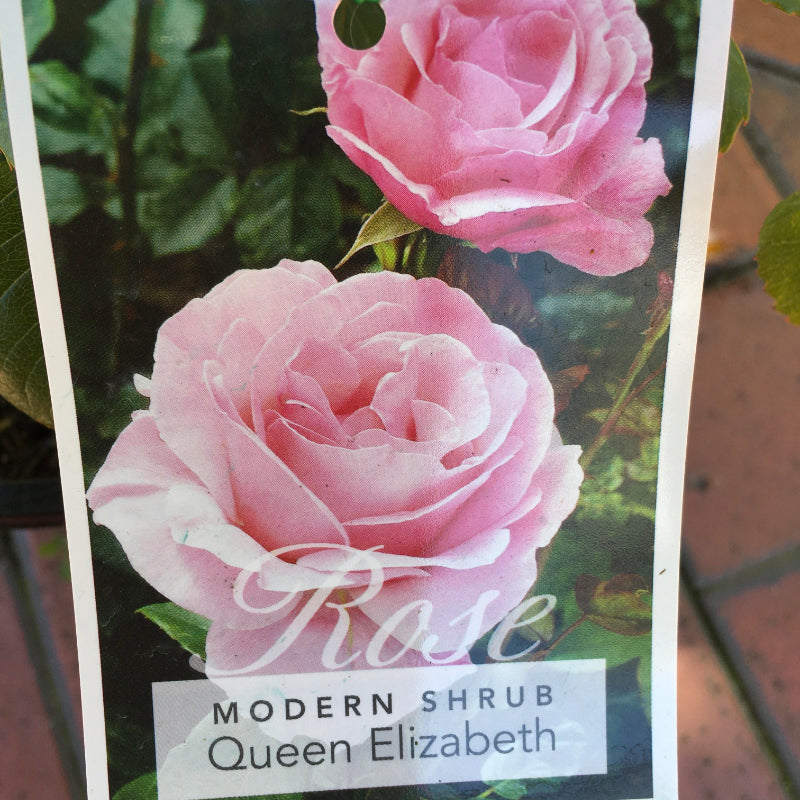 Rose
MODERN SHRUB
Queen Elizabeth